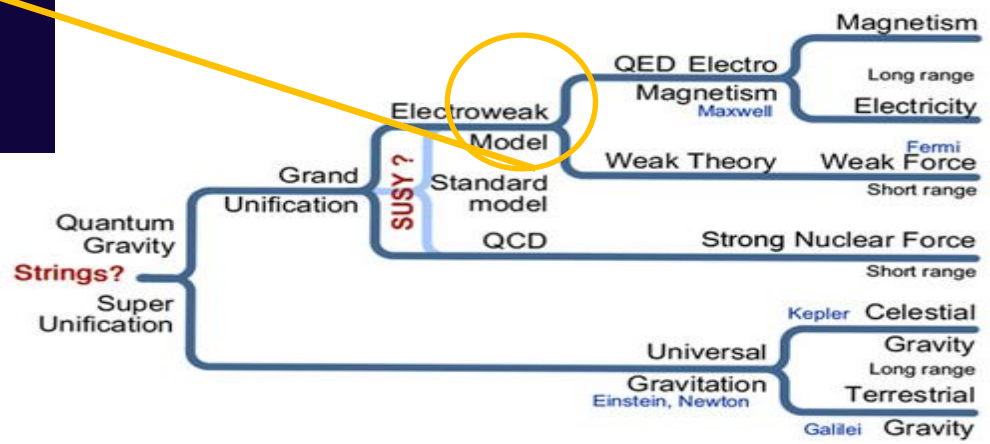 Magnetism
QED Electro
Long range
Magnetism
Maxwell
Electricity
Electroweak
Model
Fermi
Weak Theory
Weak Force
Short range
Grand
Unification
SUSY ?
Standard
model
QCD
Strong Nuclear Force
Short range
Quantum
Gravity
Strings?
Super
Unification
Kepler
Celestial
Gravity
Universal
Long range
Gravitation
Terrestrial
Einstein, Newton
Galilei
Gravity